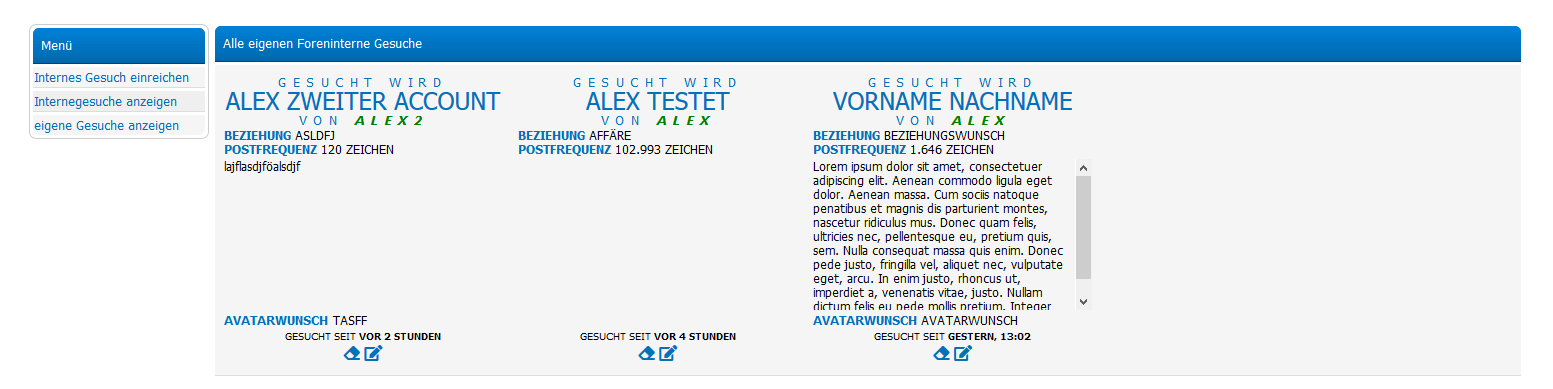 Menü
Internes Gesuch einreichen
Internegesuche anzeigen
eigene Gesuche anzeigen
Alle eigenen Foreninterne Gesuche
GESUCHT WIRD
ALEX ZWEITER ACCOUNT
VON ALEX2
BEZIEHUNG ASLDFJ
POSTFREQUENZ 120 ZEICHEN
lajflasdjföalsdjf
AVATARWUNSCH TASFF
GESUCHT SEIT VOR 2 STUNDEN
GESUCHT WIRD
ALEX TESTET
VON ALEX
BEZIEHUNG AFFÄRE
POSTFREQUENZ 102.993 ZEICHEN
GESUCHT SEIT VOR 4 STUNDEN
GESUCHT WIRD
VORNAME NACHNAME
VON ALEX
BEZIEHUNG BEZIEHUNGSWUNSCH
POSTFREQUENZ 1.646 ZEICHEN
Lorem ipsum dolor sit amet, consectetuer
adipiscing elit. Aenean commodo ligula eget
dolor. Aenean massa. Cum sociis natoque
penatibus et magnis dis parturient montes,
nascetur ridiculus mus. Donec quam felis,
ultricies nec, pellentesque eu, pretium quis,
sem. Nulla consequat massa quis enim. Donec
pede justo, fringilla vel, aliquet nec, vulputate
eget, arcu. In enim justo, rhoncus ut,
imperdiet a, venenatis vitae, justo. Nullam
dictum felis eu pede mollis pretium. Integer
AVATARWUNSCH AVATARWUNSCH
GESUCHT SEIT GESTERN, 13:02